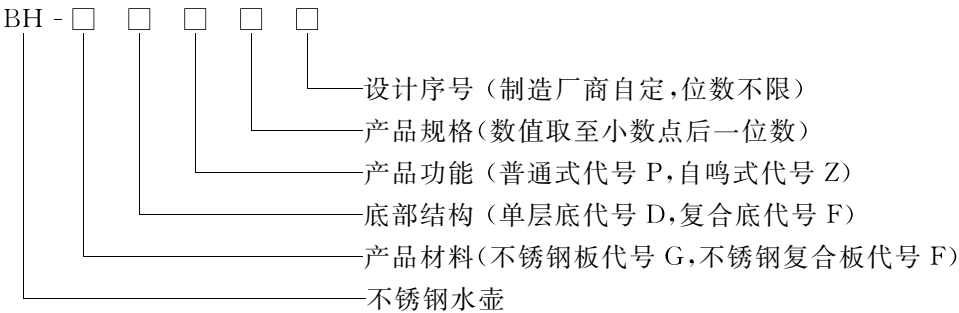 BH-□ □ □ □ □
设计序号（制造厂商自定,位数不限）
产品规格(数值取至小数点后一位数)
产品功能（普通式代号 P,自鸣式代号 Z)
底部结构（单层底代号 D,复合底代号 F)
产品材料(不锈钢板代号 G,不锈钢复合板代号 F)
不锈钢水壶